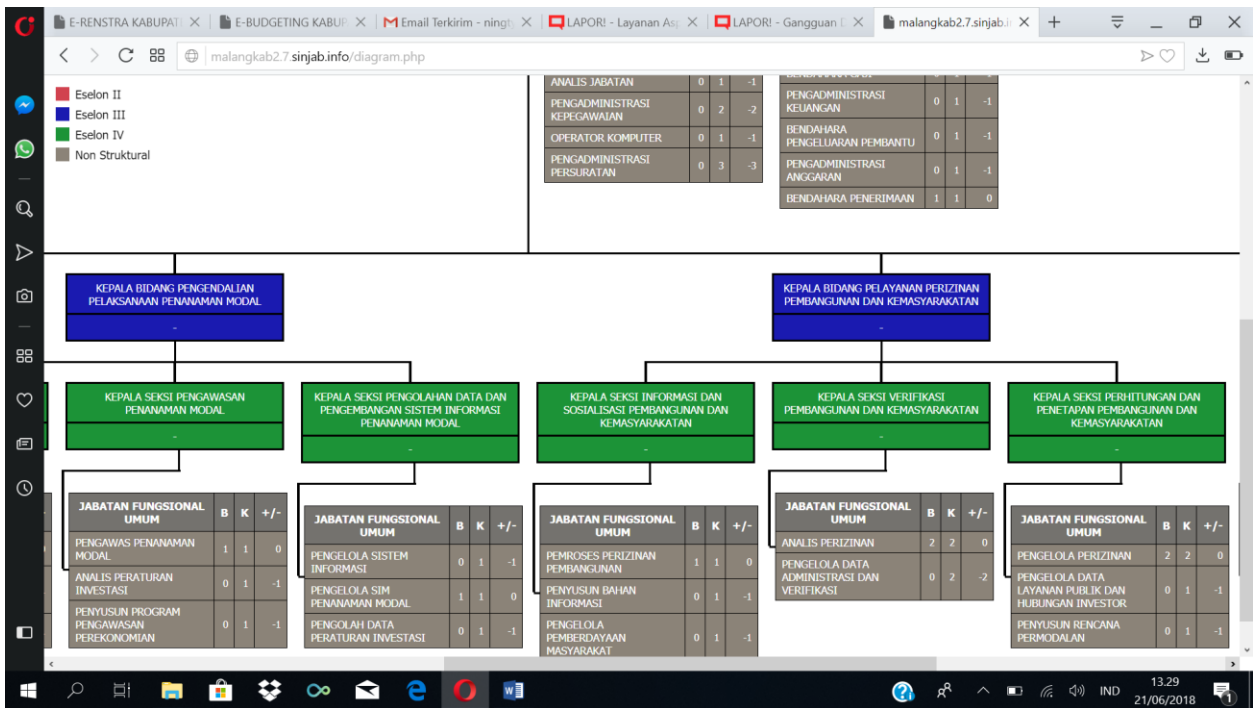 E-RENSTRA KABUPATI
E-BUDGETING KABUP
Email Terkirim - ningty
LAPOR! - Layanan Asp
LAPOR! - Gangguan
malangkab2.7.sinjab.in
malangkab2.7.sinjab.info/diagram.php
Eselon II
Eselon III
Eselon IV
Non Struktural
ANALIS JABATAN 0 1 -1
PENGADMINISTRASI
KEPEGAWAIAN 0 2 -2
OPERATOR KOMPUTER 0 1 -1
PENGADMINISTRASI
PERSURATAN 0 3 -3
PENGADMINISTRASI
KEUANGAN 0 1 -1
BENDAHARA
PENGELUARAN PEMBANTU 0 1 -1
PENGADMINISTRASI
ANGGARAN 0 1 -1
BENDAHARA PENERIMAAN 1 1 0
KEPALA BIDANG PENGENDALIAN
PELAKSANAAN PENANAMAN MODAL
-
KEPALA BIDANG PELAYANAN PERIZINAN
PEMBANGUNAN DAN KEMASYARAKATAN
-
KEPALA SEKSI PENGAWASAN
PENANAMAN MODAL
-
KEPALA SEKSI PENGOLAHAN DATA DAN
PENGEMBANGAN SISTEM INFORMASI
PENANAMAN MODAL
-
KEPALA SEKSI INFORMASI DAN
SOSIALISASI PEMBANGUNAN DAN
KEMASYARAKATAN
-
KEPALA SEKSI VERIFIKASI
PEMBANGUNAN DAN KEMASYARAKATAN
-
KEPALA SEKSI PERHITUNGAN DAN
PENETAPAN PEMBANGUNAN DAN
KEMASYARAKATAN
-
JABATAN FUNGSIONAL
UMUM B K +/-
PENGAWAS PENANAMAN
MODAL 1 1 0
ANALIS PERATURAN
INVESTASI 0 1 -1
PENYUSUN PROGRAM
PENGAWASAN
PEREKONOMIAN 0 1 -1
JABATAN FUNGSIONAL
UMUM B K +/-
PENGELOLA SISTEM
INFORMASI 0 1 -1
PENGELOLA SIM
PENANAMAN MODAL 1 1 0
PENGOLAH DATA
PERATURAN INVESTASI 0 1 -1
JABATAN FUNGSIONAL
UMUM B K +/-
PEMROSES PERIZINAN
PEMBANGUNAN 1 1 0
PENYUSUN BAHAN
INFORMASI 0 1 -1
PENGELOLA
PEMBERDAYAAN
MASYARAKAT 0 1 -1
JABATAN FUNGSIONAL
UMUM B K +/-
ANALIS PERIZINAN 2 2 0
PENGELOLA DATA
ADMINISTRASI DAN
VERIFIKASI 0 2 -2
JABATAN FUNGSIONAL
UMUM B K +/-
PENGELOLA PERIZINAN 2 2 0
PENGELOLA DATA
LAYANAN PUBLIK DAN
HUBUNGAN INVESTOR 0 1 -1
PENYUSUN RENCANA
PERMODALAN 0 1 -1
IND
13.29
21/06/2018
1